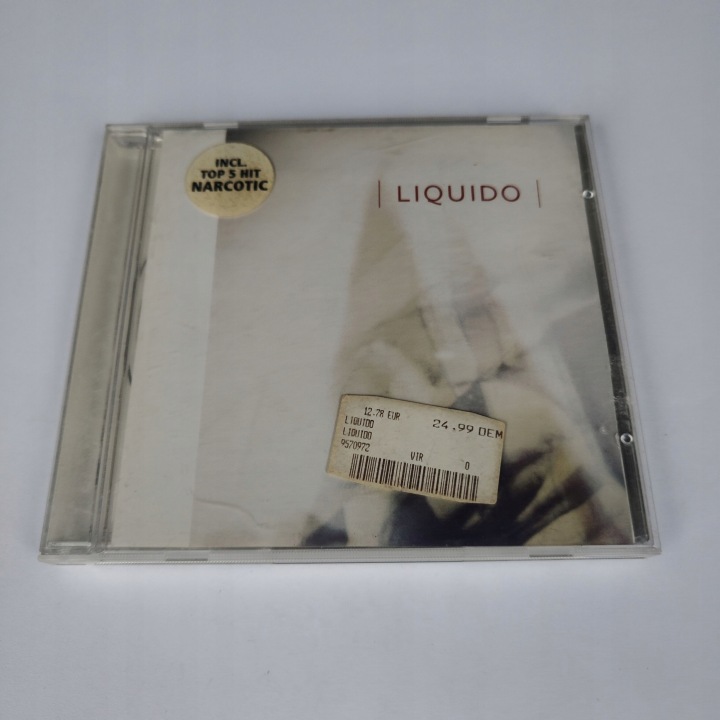 INCL.
TOP 5 HIT
NARCOTIC
| LIQUIDO |
12.78 EUR
24,99 DEM
LIQUIDO
LIQUIDO
9570972
VIR
0